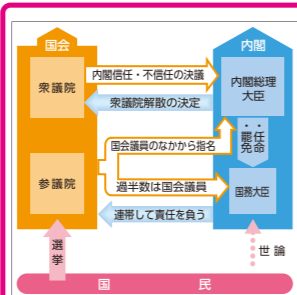 国会
内閣
衆議院
内閣信任・不信任の決議
内閣総理
大臣
衆議院解散の決定
国会議員のなかから指名
・・
罷任
免命
参議院
過半数は国会議員
国務大臣
連帯して責任を負う
選挙
世論
国民